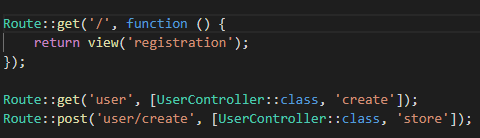 Route::get('/', function () {
    return view('registration');
});

Route::get('user', [UserController::class, 'create']);
Route::post('user/create', [UserController::class, 'store']);